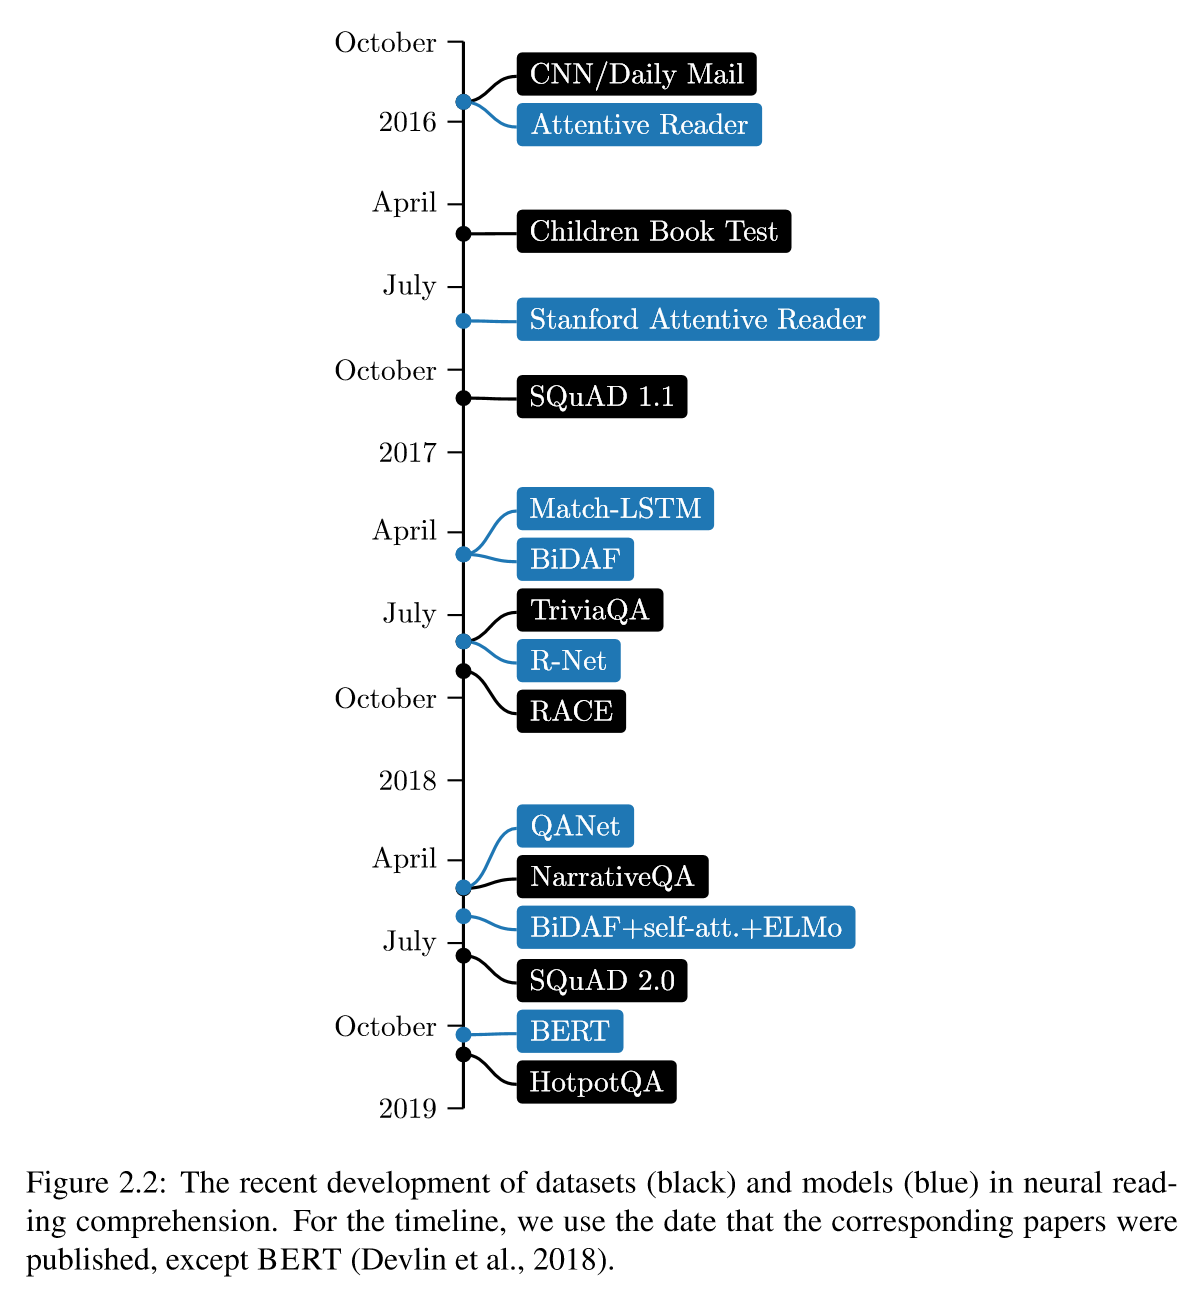 October
CNN/Daily Mail
2016
Attentive Reader
April
Children Book Test
July
Stanford Attentive Reader
October
SQuAD 1.1
2017
Match-LSTM
April
BiDAF
July
TriviaQA
R-Net
October
RACE
2018
QANet
April
NarrativeQA
BiDAF+self-att.+ELMo
July
SQuAD 2.0
October
BERT
HotpotQA
2019
Figure 2.2: The recent development of datasets (black) and models (blue) in neural read-
ing comprehension. For the timeline, we use the date that the corresponding papers were
published, except BERT (Devlin et al., 2018).